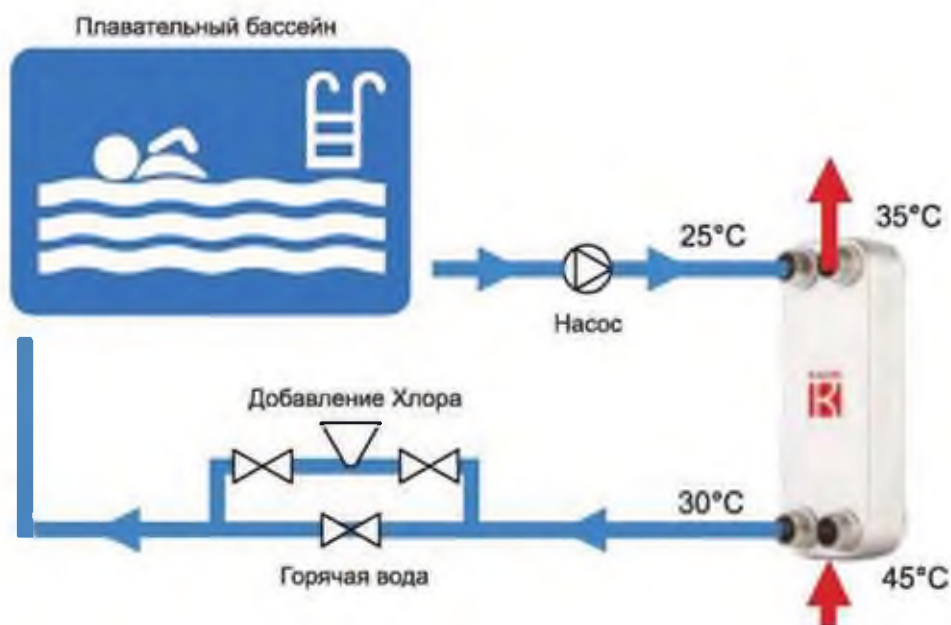 Плавательный бассейн
35°C
25°C
Насос
Добавление Хлора
30°C
Горячая вода
45°C